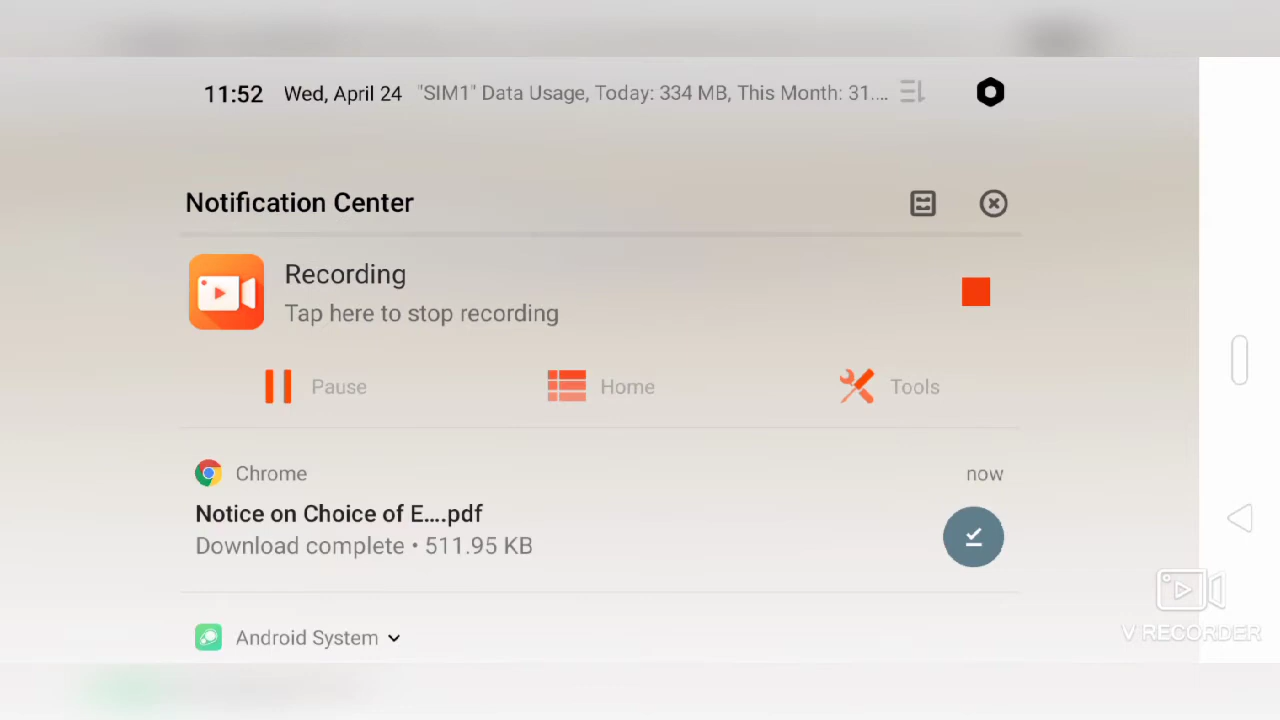 11:52 Wed, April 24 "SIM1" Data Usage, Today: 334 MB, This Month: 31....
Notification Center
Recording
Tap here to stop recording
Pause Home Tools
Chrome now
Notice on Choice of E....pdf
Download complete • 511.95 KB
Android System
V RECORDER